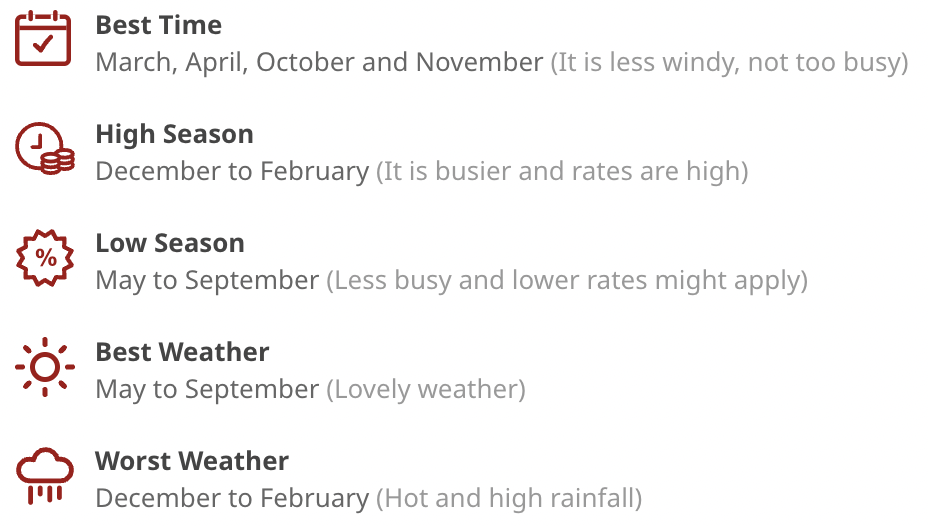 Best Time
March, April, October and November (It is less windy, not too busy)
High Season
December to February (It is busier and rates are high)
%
Low Season
May to September (Less busy and lower rates might apply)
Best Weather
May to September (Lovely weather)
Worst Weather
December to February (Hot and high rainfall)